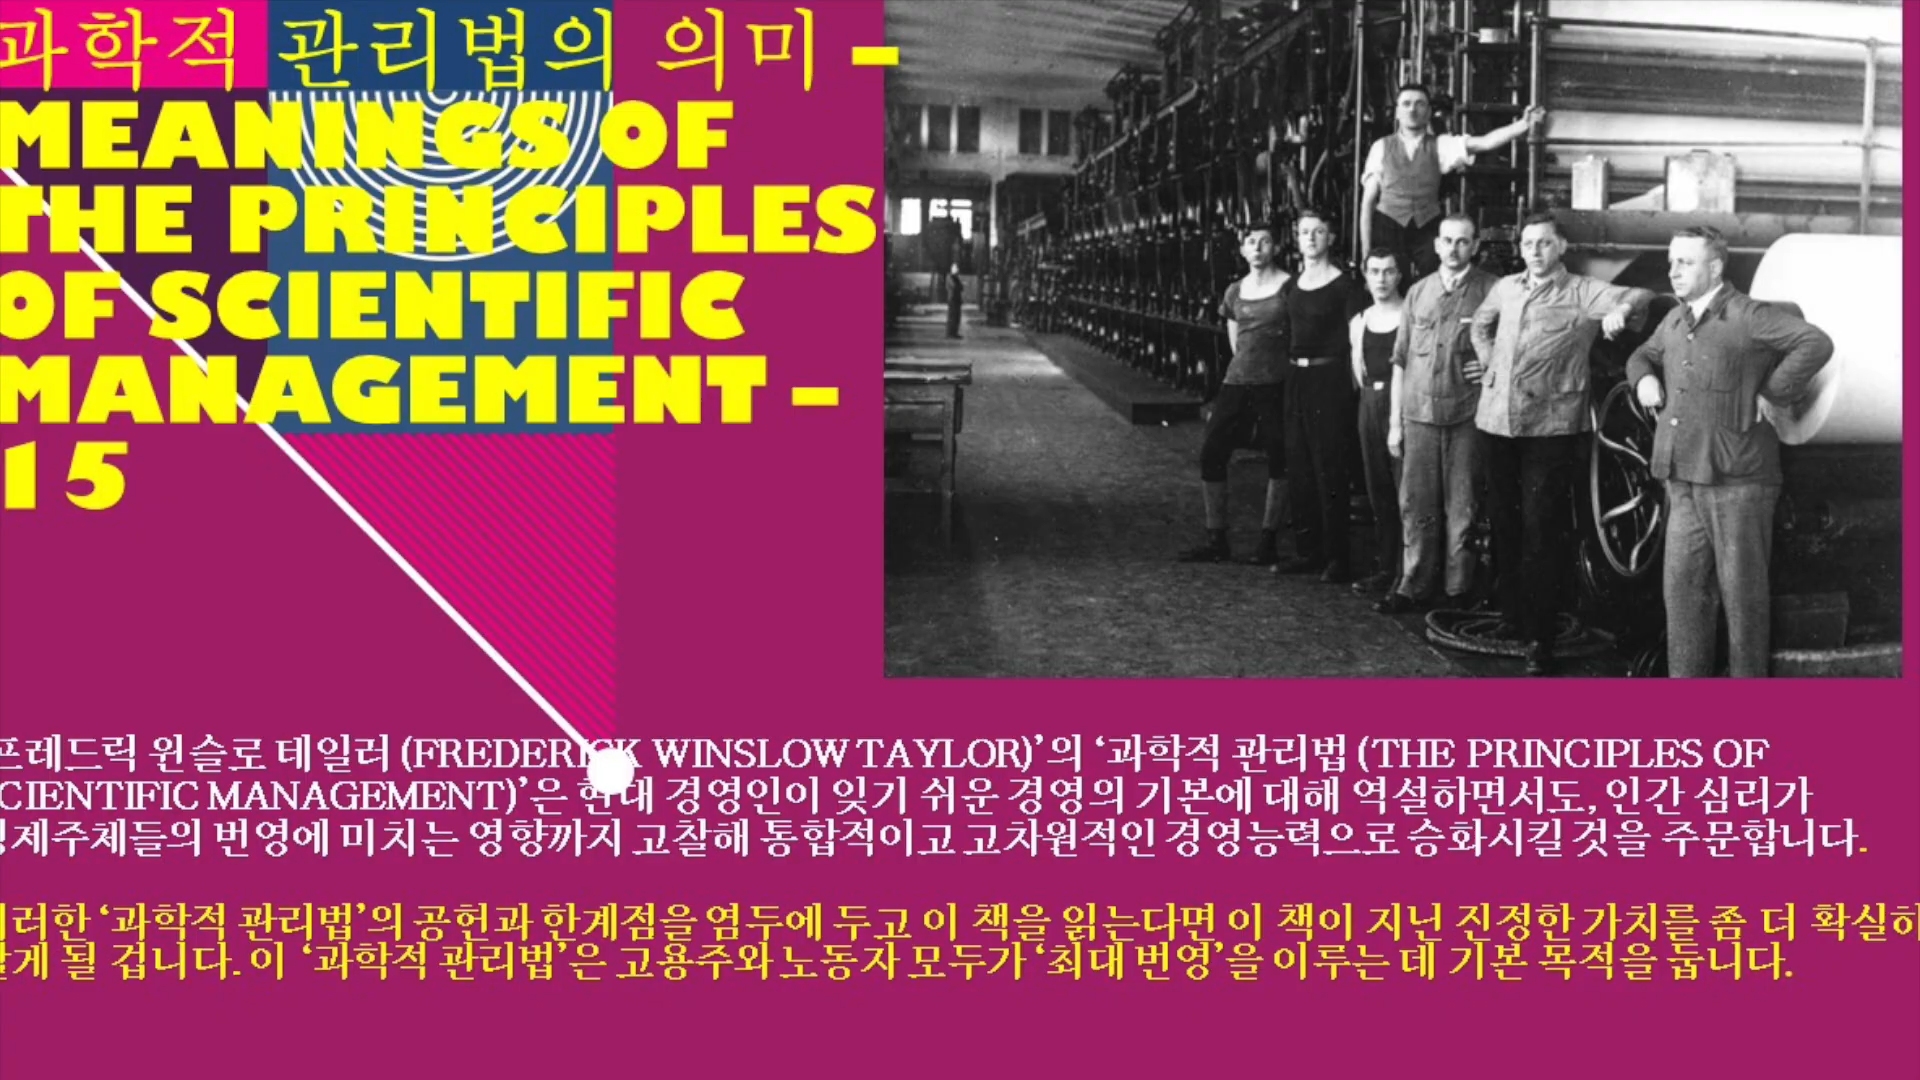 과학적 관리법의 의미 -
MEANINGS OF
THE PRINCIPLES
OF SCIENTIFIC
MANAGEMENT -
15
프레드릭 윈슬로 테일러 (FREDERICK WINSLOW TAYLOR)’의 ‘과학적 관리법 (THE PRINCIPLES OF
CIENTIFIC MANAGEMENT)’은 현대 경영인이 잊기 쉬운 경영의 기본에 대해 역설하면서도, 인간 심리가
제주체들의 번영에 미치는 영향까지 고찰해 통합적이고 고차원적인 경영능력으로 승화시킬 것을 주문합니다.
러한 ‘과학적 관리법’의 공헌과 한계점을 염두에 두고 이 책을 읽는다면 이 책이 지닌 진정한 가치를 좀 더 확실하
게 될 겁니다. 이 ‘과학적 관리법’은 고용주와 노동자 모두가 ‘최대 번영’을 이루는 데 기본 목적을 둡니다.